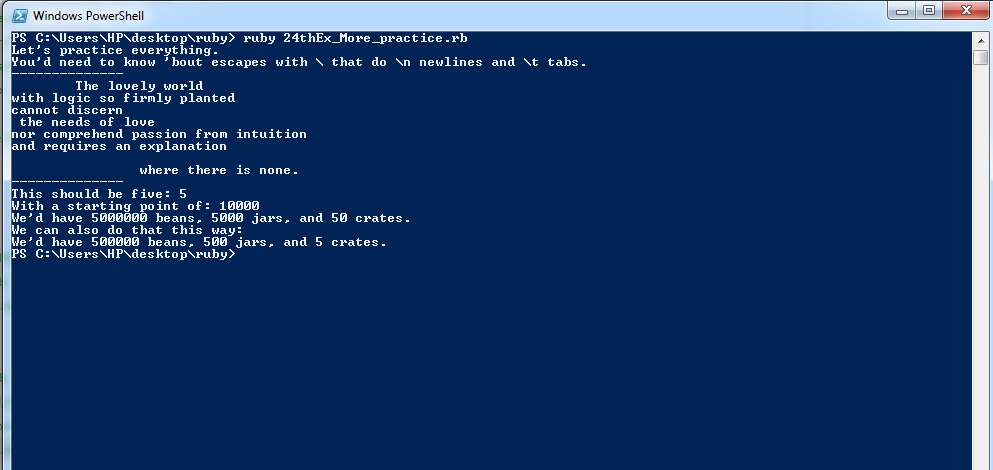 Windows PowerShell
PS C:\Users\HP\desktop\ruby> ruby 24thEx_More_practice.rb
Let's practice everything.
You'd need to know 'bout escapes with \ that do \n newlines and \t tabs.
--------------
        The lovely world
with logic so firmly planted
cannot discern
 the needs of love
nor comprehend passion from intuition
and requires an explanation

                where there is none.
--------------
This should be five: 5
With a starting point of: 10000
We'd have 5000000 beans, 5000 jars, and 50 crates.
We can also do that this way:
We'd have 500000 beans, 500 jars, and 5 crates.
PS C:\Users\HP\desktop\ruby>